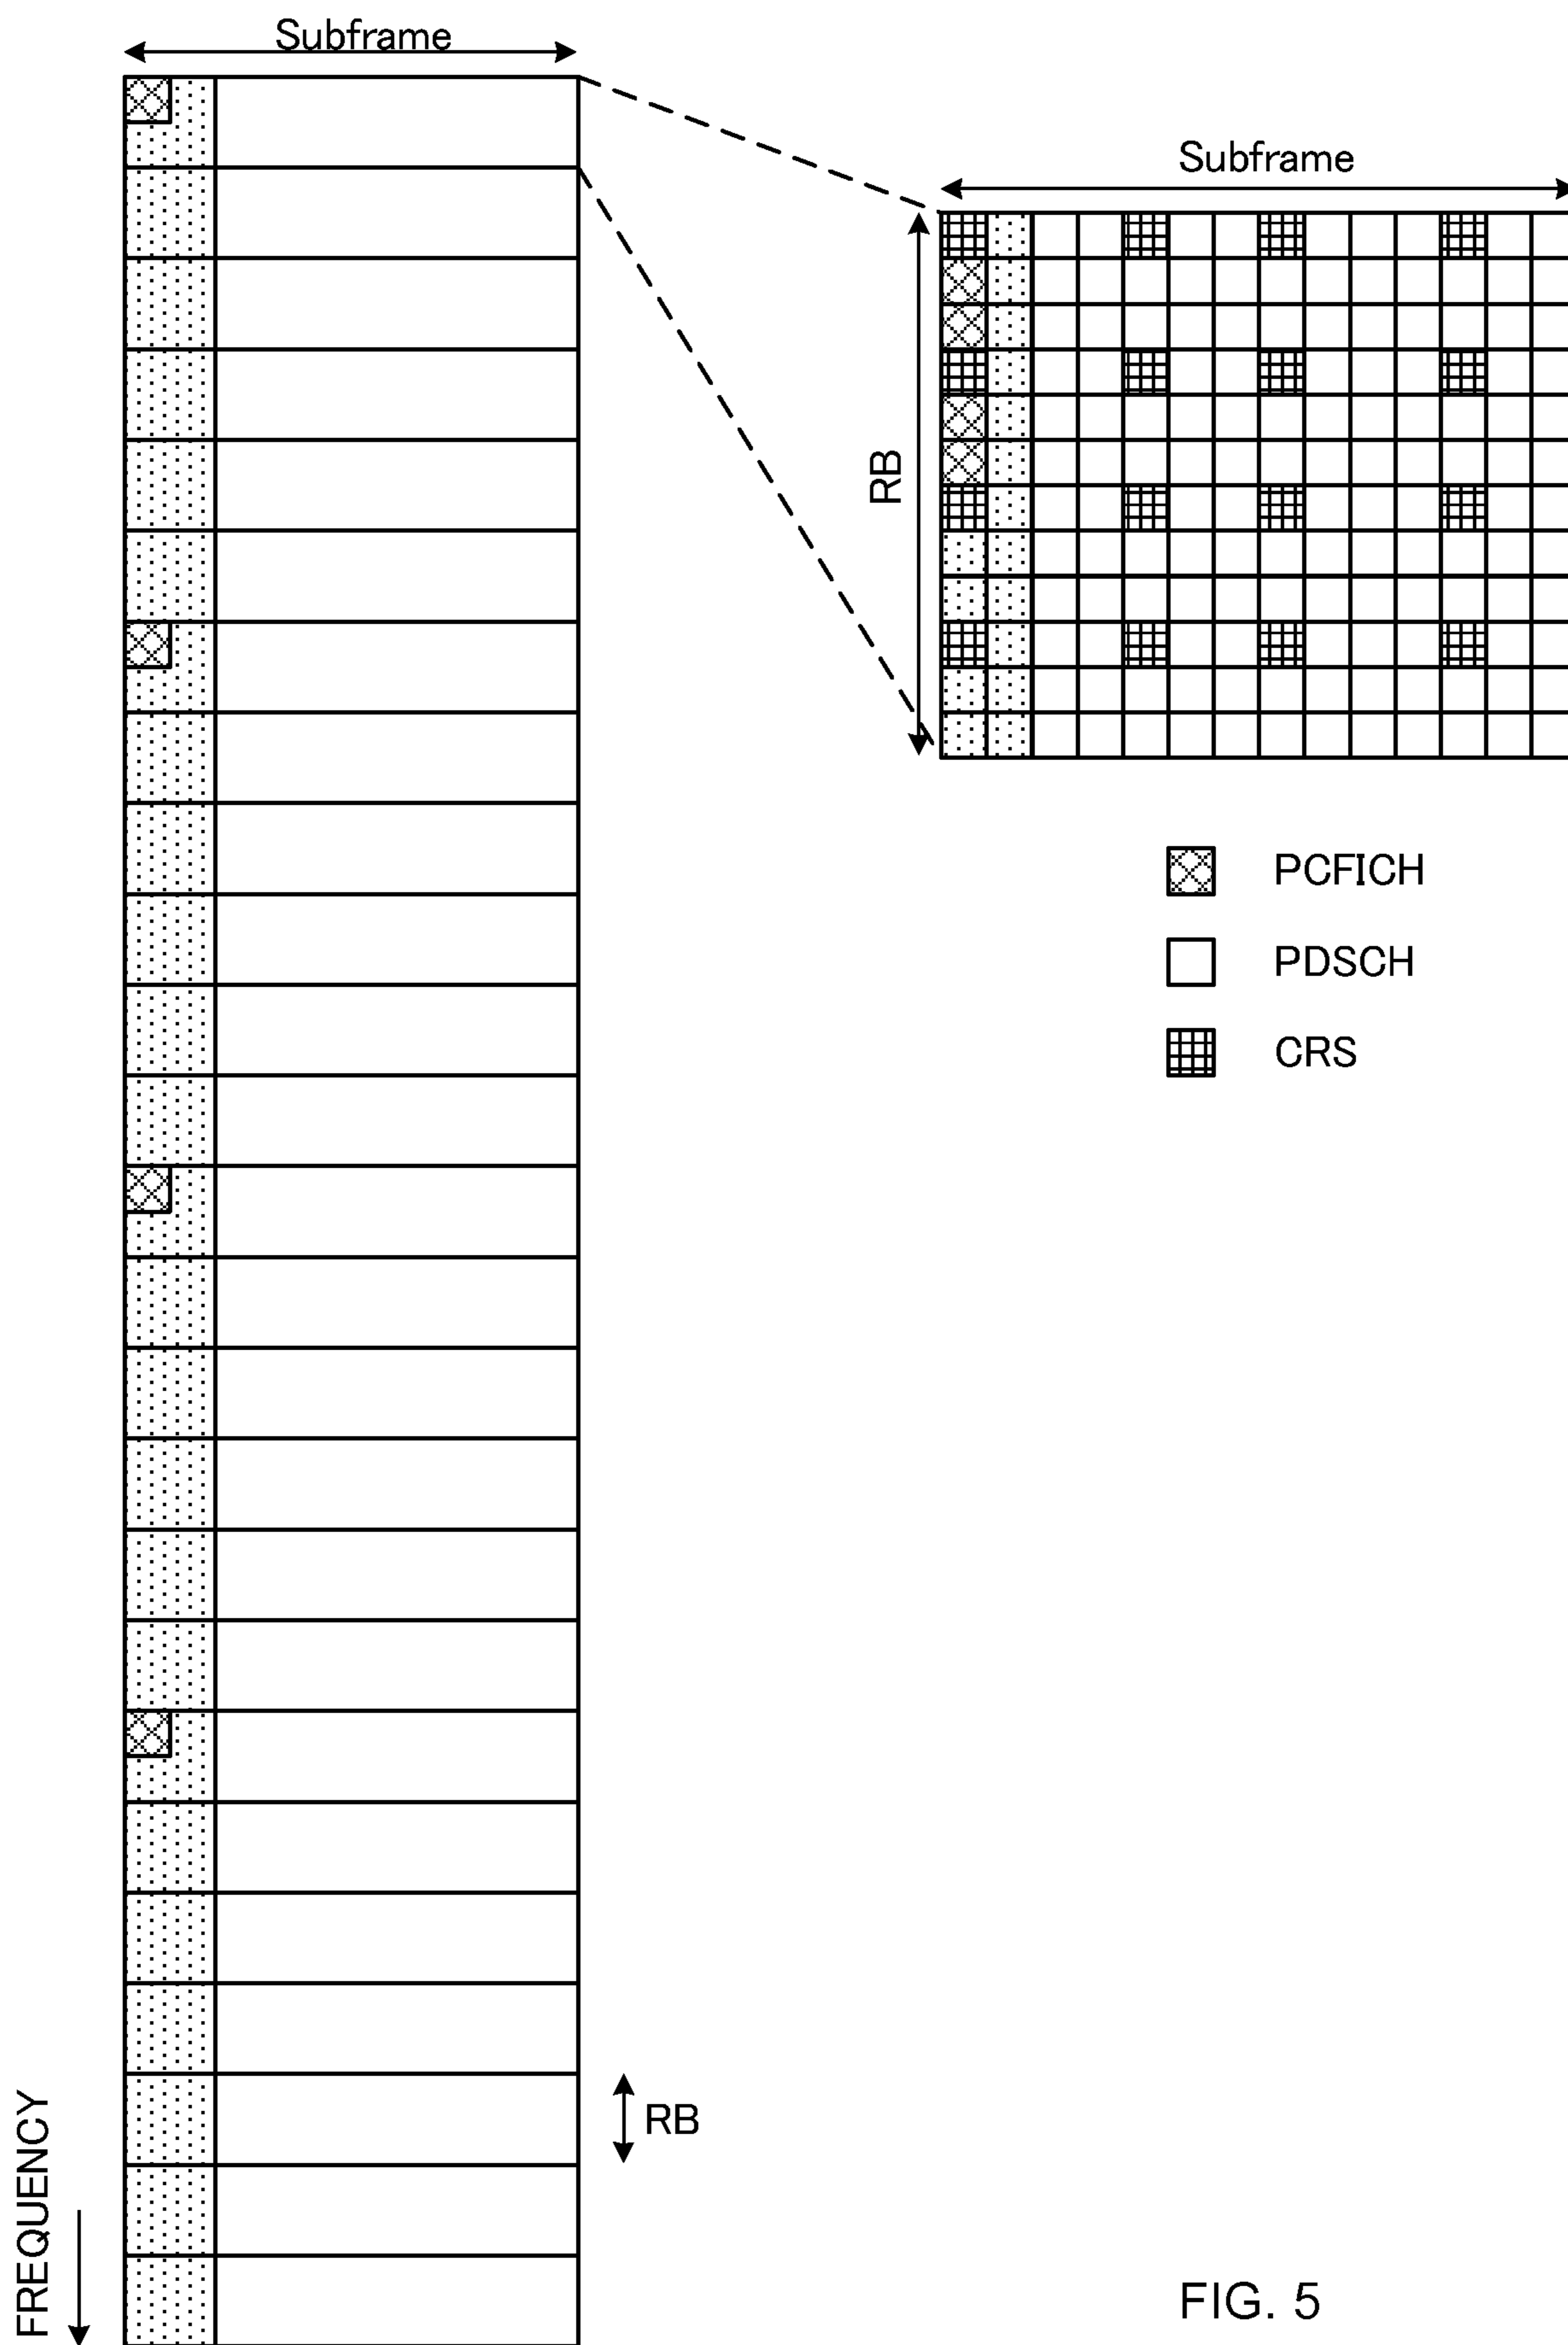 Subframe
Subframe
RB
PCFICH
PDSCH
CRS
RB
FREQUENCY
FIG. 5